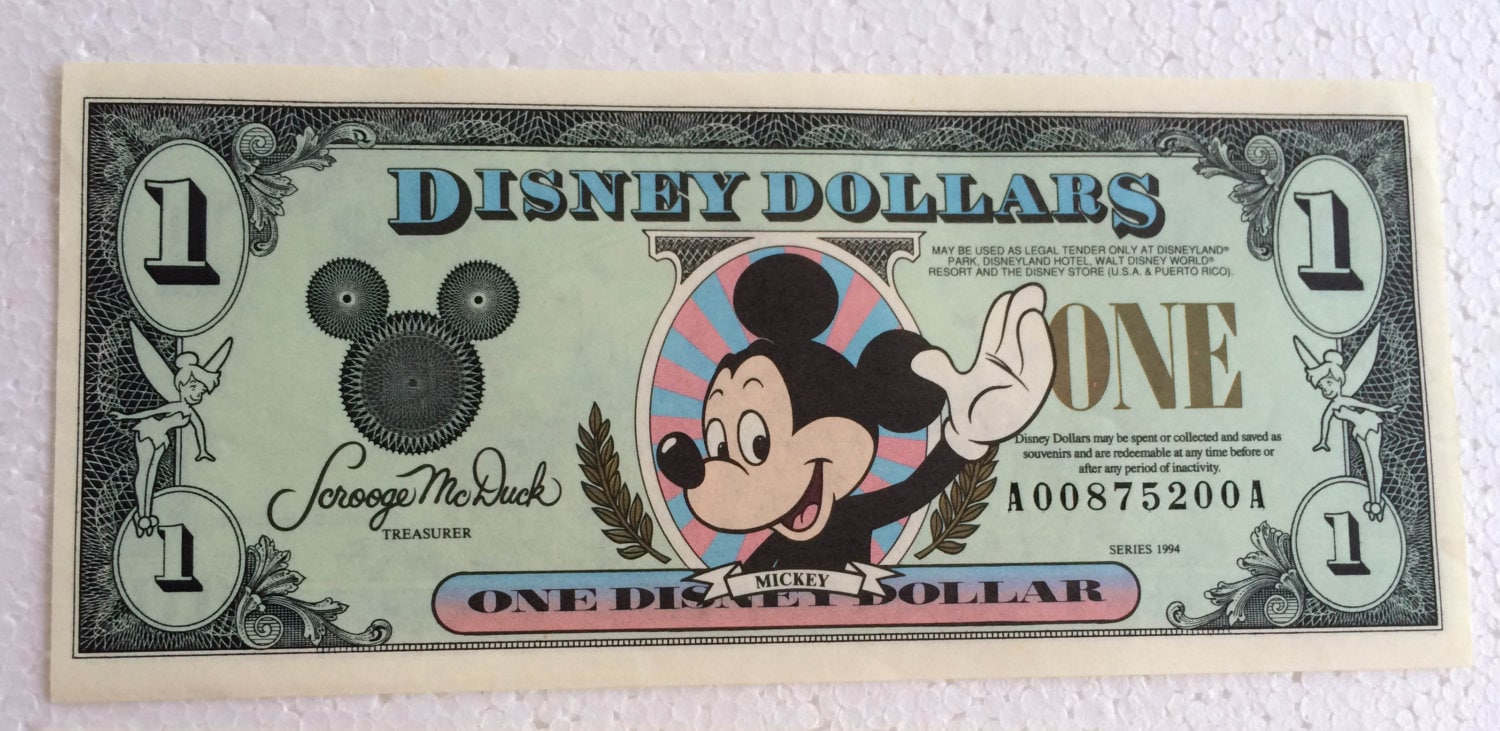 DISNEY DOLLARS
1
1
MAY BE USED AS LEGAL TENDER ONLY AT DISNEYLAND®
PARK, DISNEYLAND HOTEL, WALT DISNEY WORLD®
RESORT AND THE DISNEY STORE (U.S.A. & PUERTO RICO).
ONE
Disney Dollars may be spent or collected and saved as
souvenirs and are redeemable at any time before or
after any period of inactivity.
A00875200A
Scrooge McDuck
TREASURER
SERIES 1994
1
1
MICKEY
ONE DISNEY DOLLAR